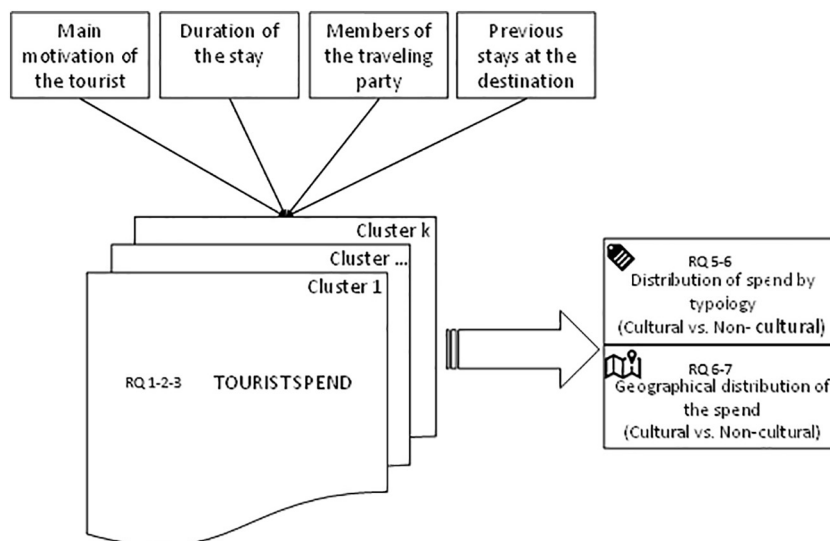 Main
motivation of
the tourist
Duration of
the stay
Members of
the traveling
party
Previous
stays at the
destination
Cluster k
Cluster ...
Cluster 1
RQ 1-2-3 TOURIST SPEND
RQ 5-6
Distribution of spend by
typology
(Cultural vs. Non- cultural)
RQ 6-7
Geographical distribution of
the spend
(Cultural vs. Non-cultural)